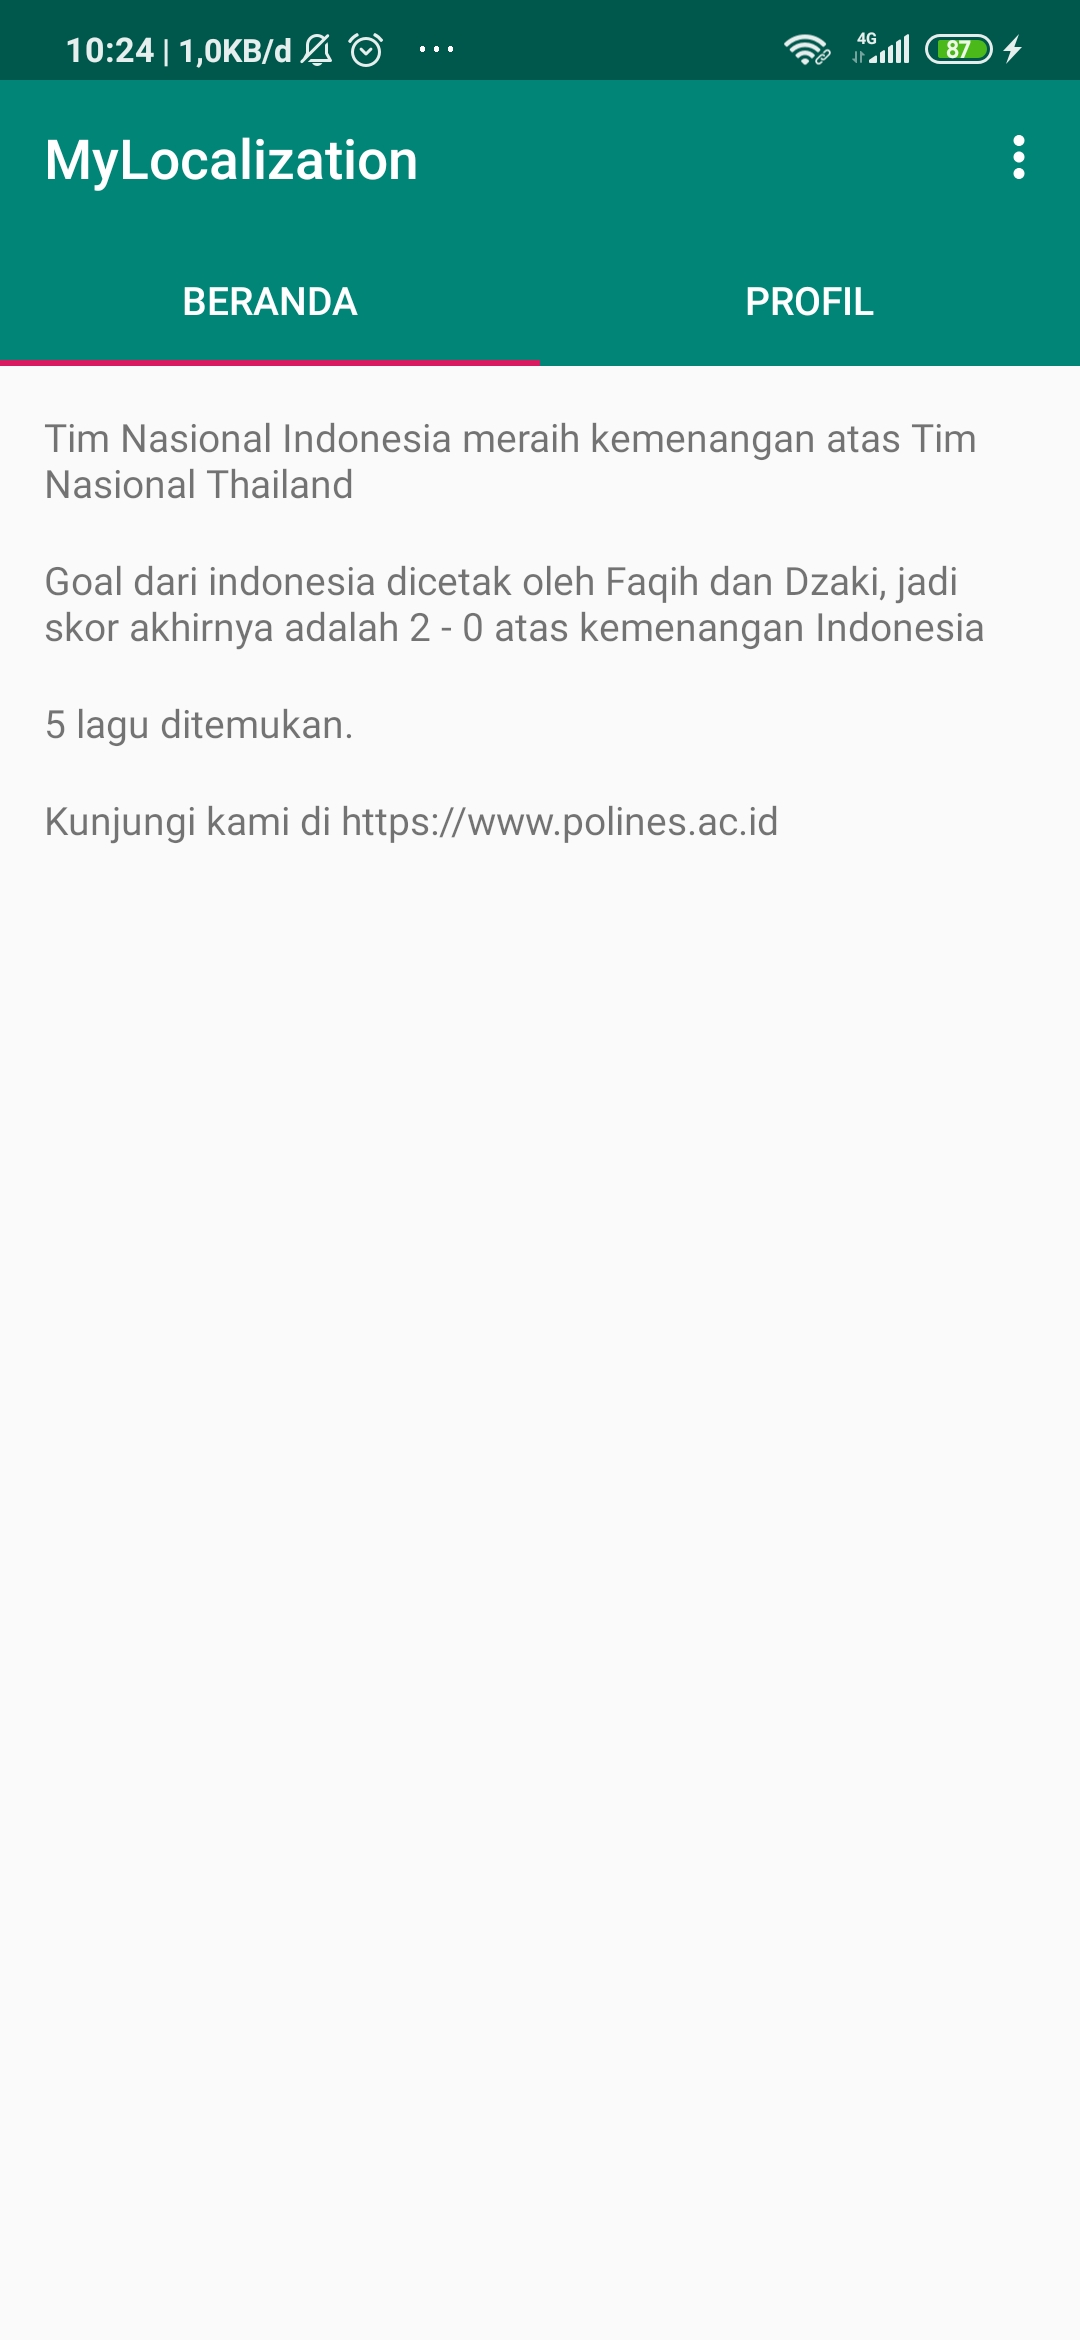 10:24 | 1,0KB/d
4G
87
MyLocalization
BERANDA
PROFIL
Tim Nasional Indonesia meraih kemenangan atas Tim
Nasional Thailand
Goal dari indonesia dicetak oleh Faqih dan Dzaki, jadi
skor akhirnya adalah 2 - 0 atas kemenangan Indonesia
5 lagu ditemukan.
Kunjungi kami di https://www.polines.ac.id